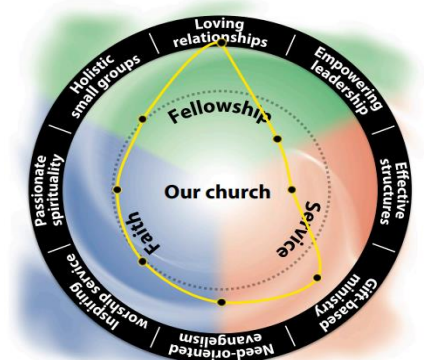 Loving
relationships
Empowering
leadership
Effective
structures
Gift-based
ministry
Need-oriented
evangelism
Inspiring
worship service
Passionate
spirituality
Holistic
small groups
Fellowship
Our church
Faith
Service